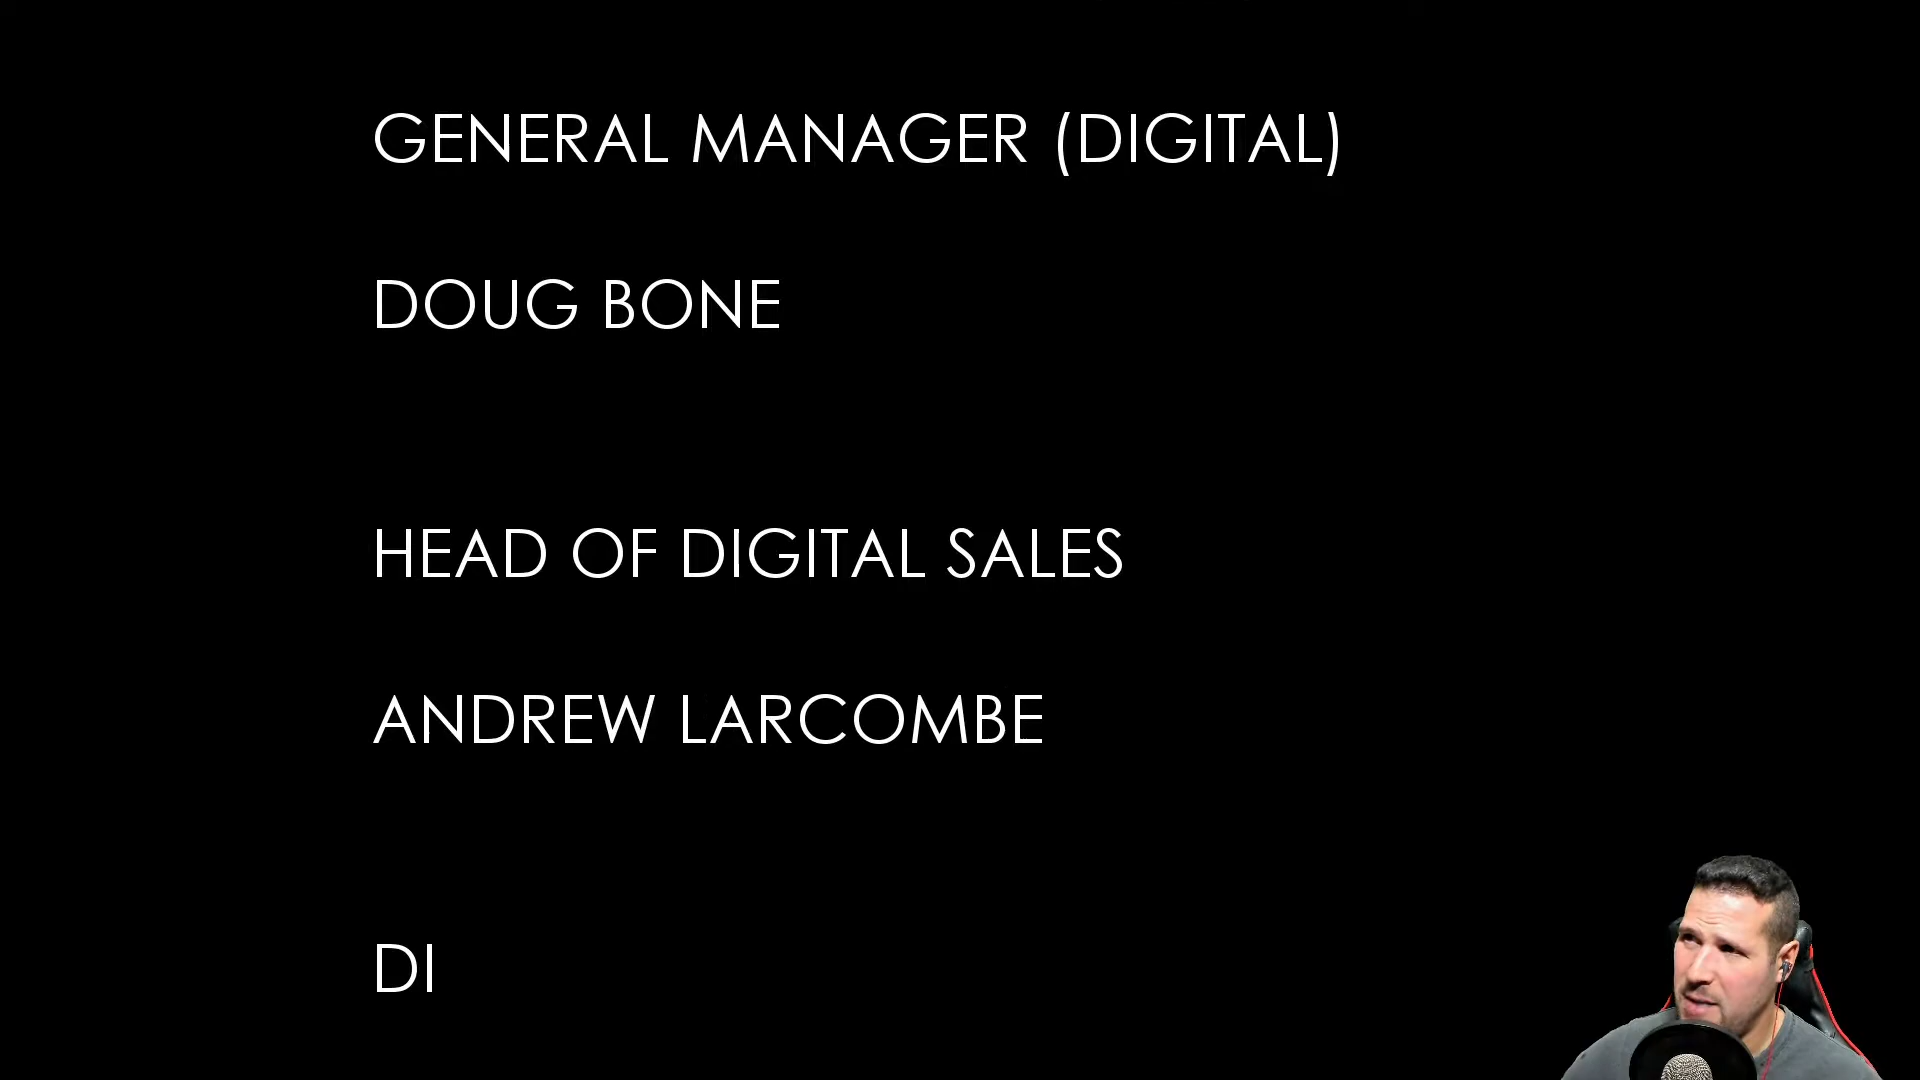 GENERAL MANAGER (DIGITAL)
DOUG BONE
HEAD OF DIGITAL SALES
ANDREW LARCOMBE
DI